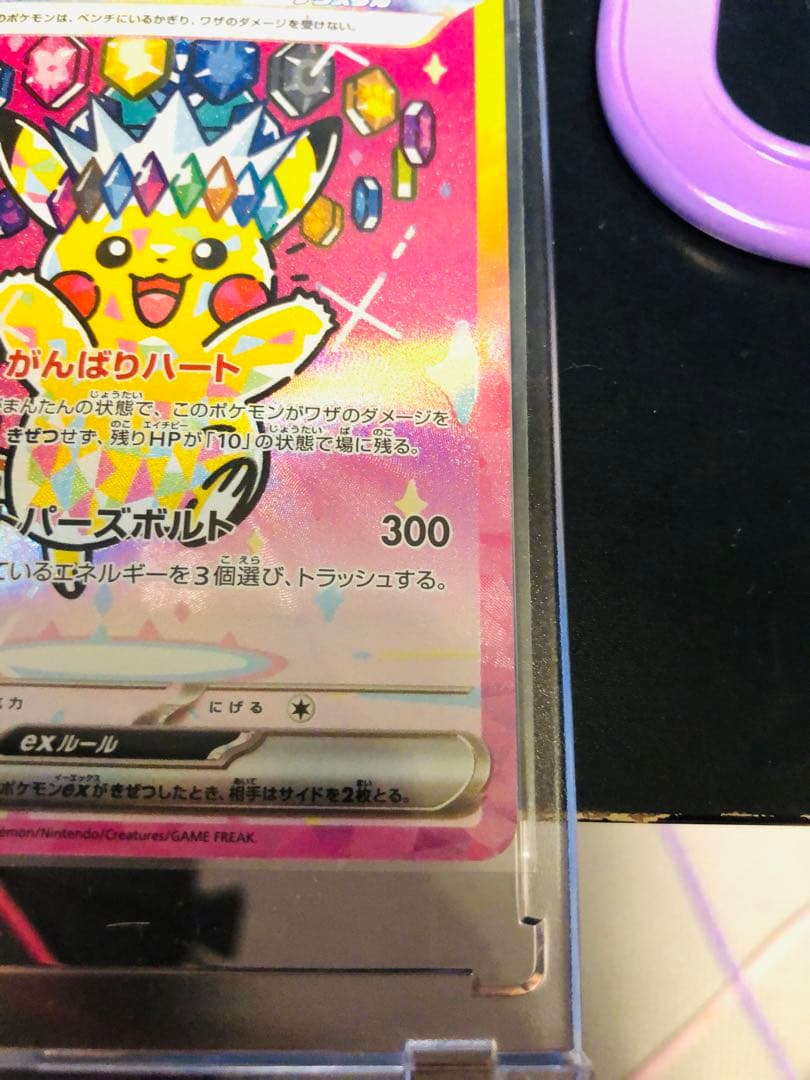 のポケモンは、ベンチにいるかぎり、ワザのダメージを受けない。
がんばりハート
まんたんの状態で、このポケモンがワザのダメージを
きぜつせず、残りHPが「10」の状態で場に残る。
パーズボルト 300
ているエネルギーを3個選び、トラッシュする。
にげる
exルール
ポケモンexがきぜつしたとき、相手はサイドを2枚とる。
émon/Nintendo/Creatures/GAME FREAK.